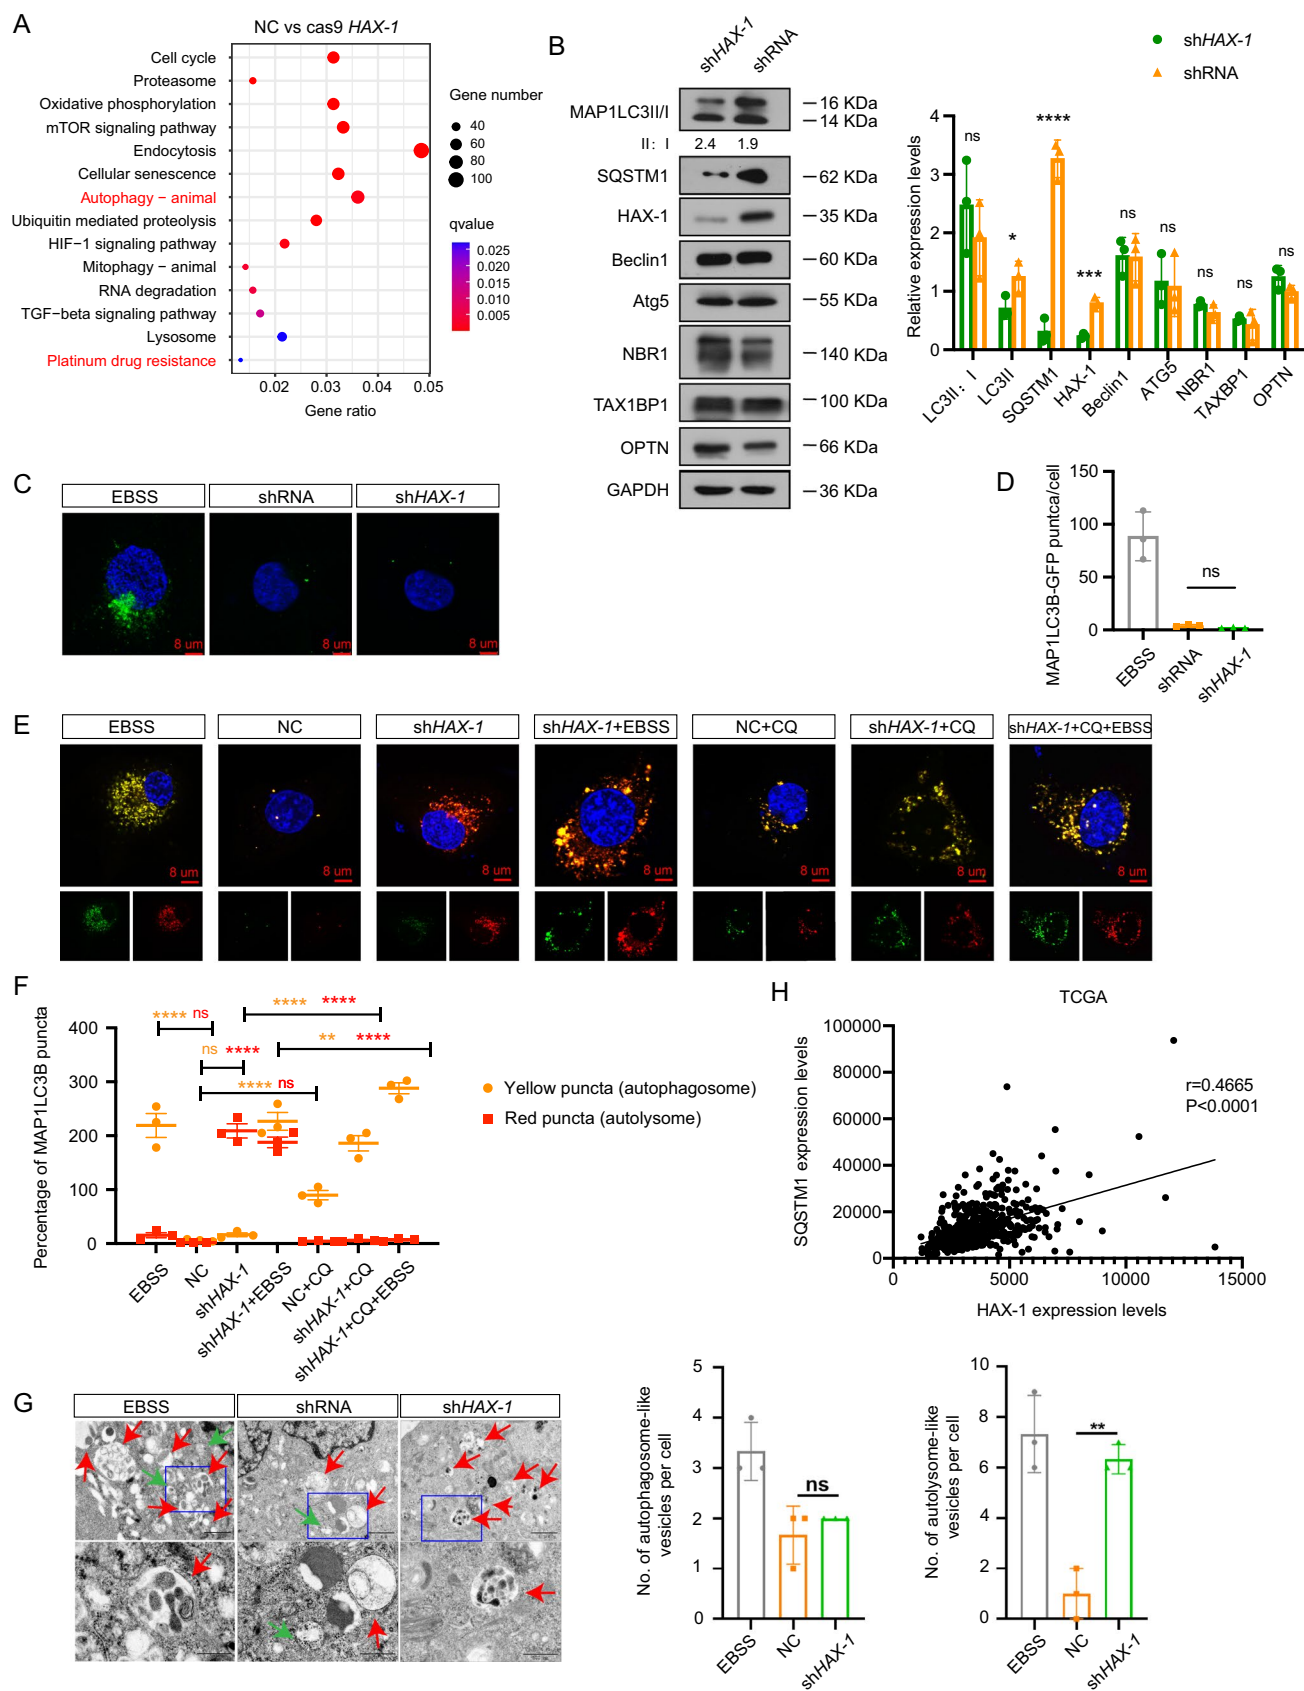 A
NC vs cas9 HAX-1
Cell cycle
Proteasome
Oxidative phosphorylation
mTOR signaling pathway
Endocytosis
Cellular senescence
Autophagy − animal
Ubiquitin mediated proteolysis
HIF−1 signaling pathway
Mitophagy − animal
RNA degradation
TGF−beta signaling pathway
Lysosome
Platinum drug resistance
0.02 0.03 0.04 0.05
Gene ratio
Gene number
40
60
80
100
qvalue
0.025
0.020
0.015
0.010
0.005
B
shHAX-1 shRNA
MAP1LC3II/I
16 KDa
14 KDa
II: I 2.4 1.9
SQSTM1 62 KDa
HAX-1 35 KDa
Beclin1 60 KDa
Atg5 55 KDa
NBR1 140 KDa
TAX1BP1 100 KDa
OPTN 66 KDa
GAPDH 36 KDa
shHAX-1
shRNA
Relative expression levels
4
3
2
1
0
ns * **** *** ns ns ns ns ns
LC3II: I LC3II SQSTM1 HAX-1 Beclin1 ATG5 NBR1 TAXBP1 OPTN
C
EBSS shRNA shHAX-1
8 um 8 um 8 um
D
MAP1LC3B-GFP puntca/cell
150
100
50
0
ns
EBSS shRNA shHAX-1
E
EBSS NC shHAX-1 shHAX-1+EBSS NC+CQ shHAX-1+CQ shHAX-1+CQ+EBSS
8 um 8 um 8 um 8 um 8 um 8 um 8 um
F
Percentage of MAP1LC3B puncta
400
300
200
100
0
**** ns
**** ****
ns ****
** ****
**** ns
Yellow puncta (autophagosome)
Red puncta (autolysome)
EBSS NC shHAX-1 shHAX-1+EBSS NC+CQ shHAX-1+CQ shHAX-1+CQ+EBSS
H
TCGA
SQSTM1 expression levels
100000
80000
60000
40000
20000
0
r=0.4665
P<0.0001
0 5000 10000 15000
HAX-1 expression levels
G
EBSS shRNA shHAX-1
No. of autophagosome-like
vesicles per cell
5
4
3
2
1
0
ns
EBSS NC shHAX-1
No. of autolysome-like
vesicles per cell
10
8
6
4
2
0
**
EBSS NC shHAX-1